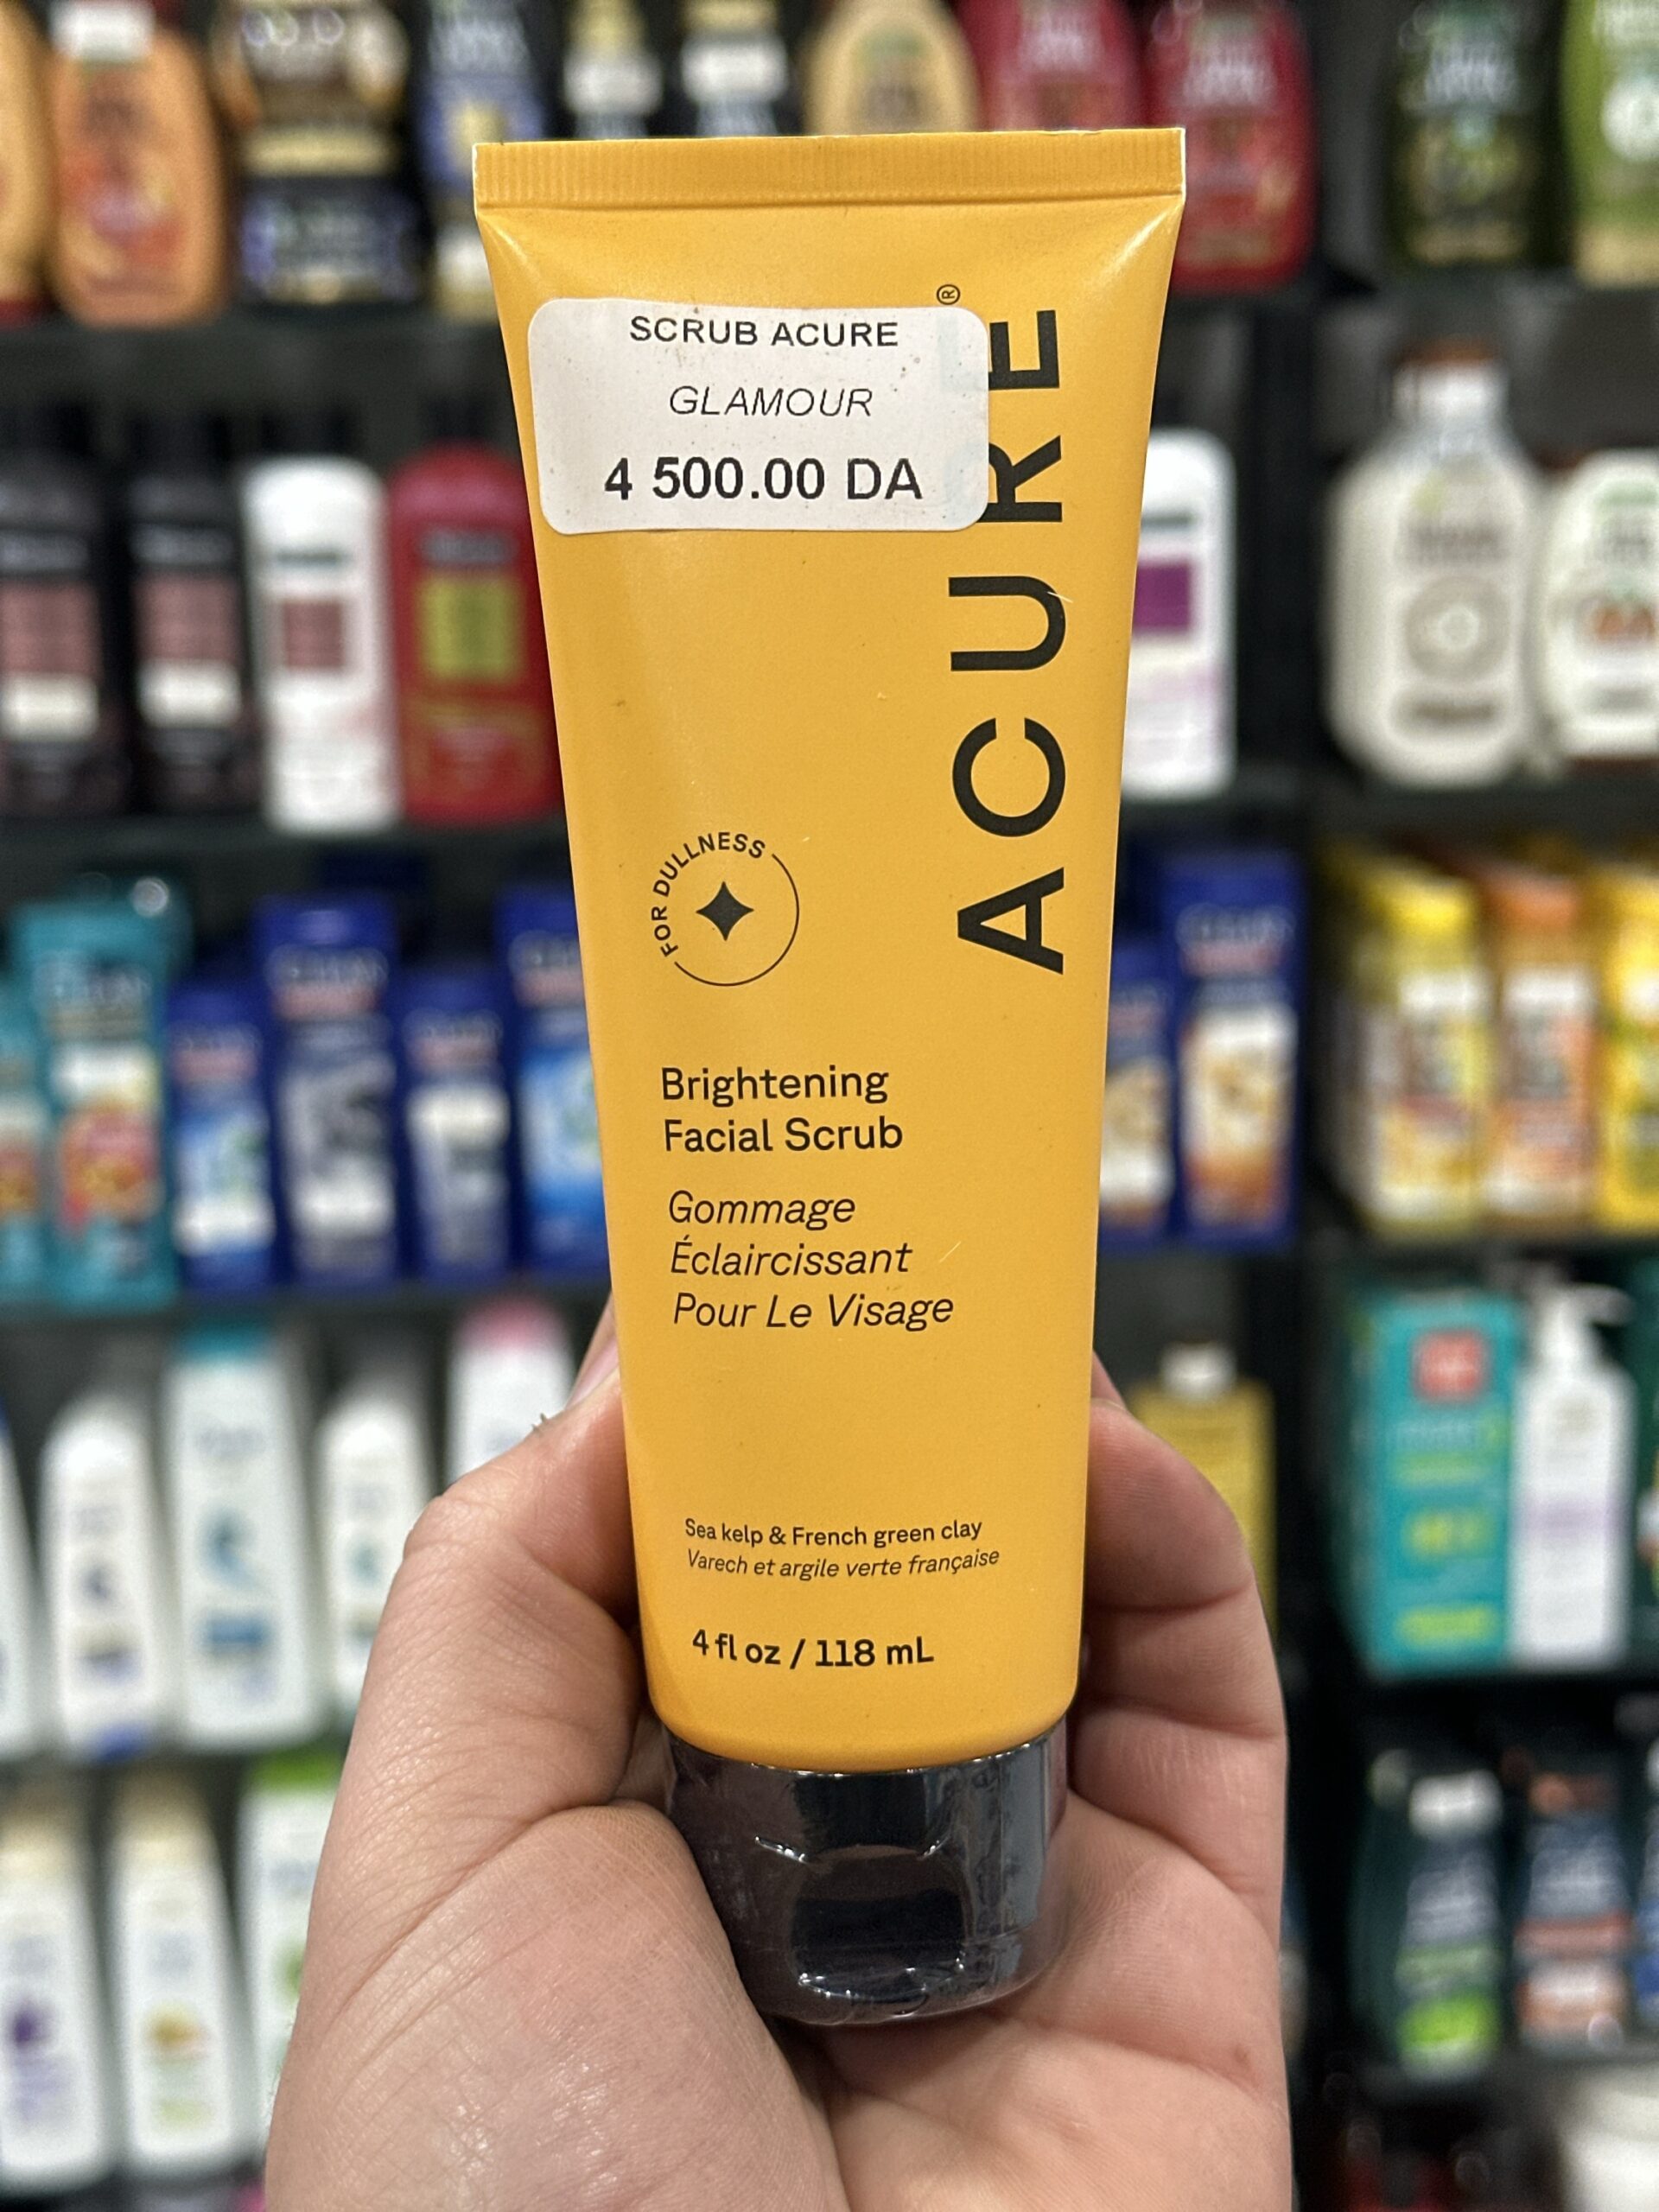 SCRUB ACURE
GLAMOUR
4 500.00 DA
ACURE®
FOR DULLNESS
Brightening
Facial Scrub
Gommage
Éclaircissant
Pour Le Visage
Sea kelp & French green clay
Varech et argile verte française
4 fl oz / 118 mL